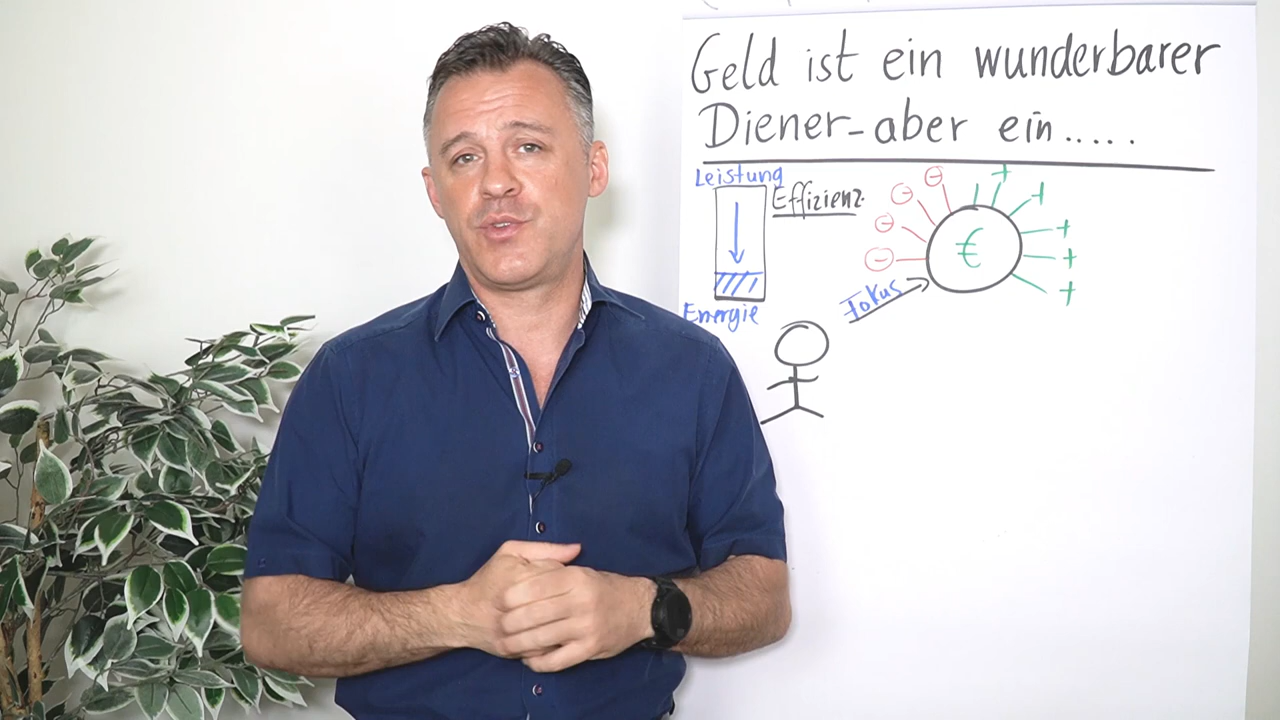 Geld ist ein wunderbarer
Diener-aber ein.....
Leistung
Effizienz
€
Fokus
Energie